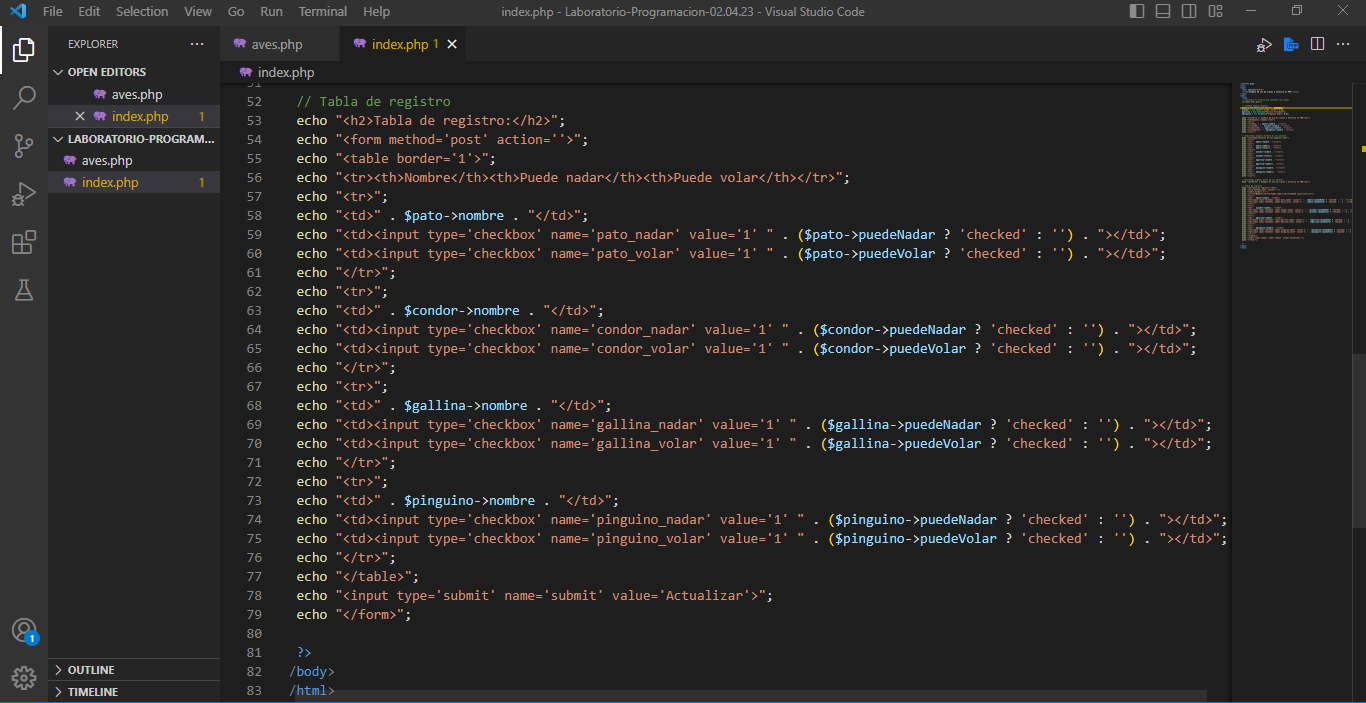 File Edit Selection View Go Run Terminal Help
index.php - Laboratorio-Programacion-02.04.23 - Visual Studio Code
EXPLORER
OPEN EDITORS
aves.php
index.php 1
LABORATORIO-PROGRAM...
aves.php
index.php 1
OUTLINE
TIMELINE
1
aves.php
index.php 1
index.php
51
52 // Tabla de registro
53 echo "<h2>Tabla de registro:</h2>";
54 echo "<form method='post' action=''>";
55 echo "<table border='1'>";
56 echo "<tr><th>Nombre</th><th>Puede nadar</th><th>Puede volar</th></tr>";
57 echo "<tr>";
58 echo "<td>" . $pato->nombre . "</td>";
59 echo "<td><input type='checkbox' name='pato_nadar' value='1' " . ($pato->puedeNadar ? 'checked' : '') . "></td>";
60 echo "<td><input type='checkbox' name='pato_volar' value='1' " . ($pato->puedeVolar ? 'checked' : '') . "></td>";
61 echo "</tr>";
62 echo "<tr>";
63 echo "<td>" . $condor->nombre . "</td>";
64 echo "<td><input type='checkbox' name='condor_nadar' value='1' " . ($condor->puedeNadar ? 'checked' : '') . "></td>";
65 echo "<td><input type='checkbox' name='condor_volar' value='1' " . ($condor->puedeVolar ? 'checked' : '') . "></td>";
66 echo "</tr>";
67 echo "<tr>";
68 echo "<td>" . $gallina->nombre . "</td>";
69 echo "<td><input type='checkbox' name='gallina_nadar' value='1' " . ($gallina->puedeNadar ? 'checked' : '') . "></td>";
70 echo "<td><input type='checkbox' name='gallina_volar' value='1' " . ($gallina->puedeVolar ? 'checked' : '') . "></td>";
71 echo "</tr>";
72 echo "<tr>";
73 echo "<td>" . $pinguino->nombre . "</td>";
74 echo "<td><input type='checkbox' name='pinguino_nadar' value='1' " . ($pinguino->puedeNadar ? 'checked' : '') . "></td>";
75 echo "<td><input type='checkbox' name='pinguino_volar' value='1' " . ($pinguino->puedeVolar ? 'checked' : '') . "></td>";
76 echo "</tr>";
77 echo "</table>";
78 echo "<input type='submit' name='submit' value='Actualizar'>";
79 echo "</form>";
80
81 ?>
82 /body>
83 /html>